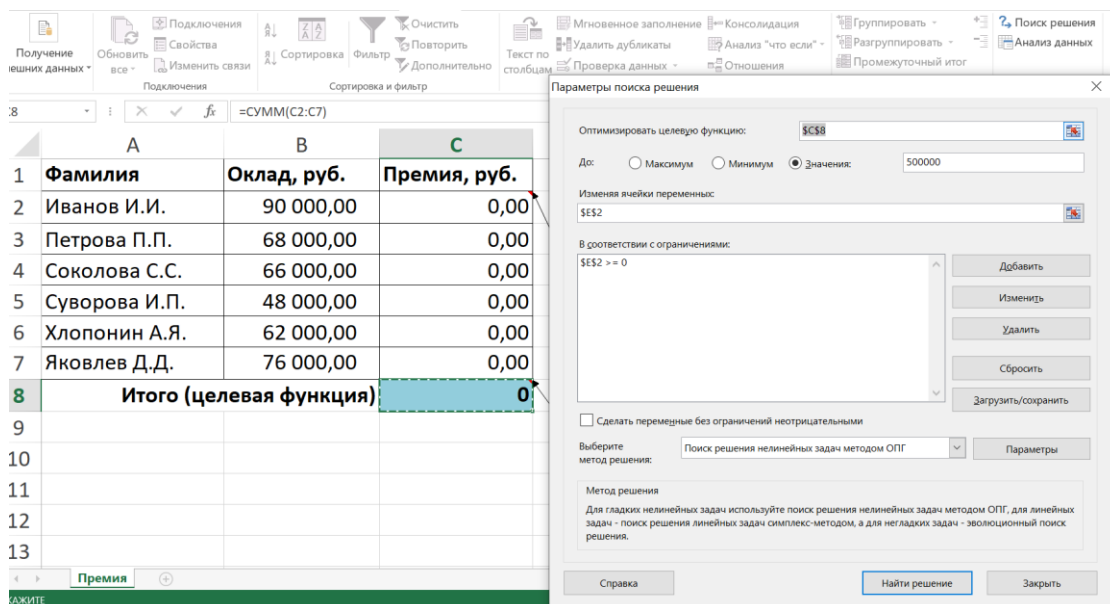 Получение
ешних данных
Обновить
все
Подключения
Свойства
Изменить связи
Подключения
Сортировка
Фильтр
Очистить
Повторить
Дополнительно
Сортировка и фильтр
Текст по
столбцам
Мгновенное заполнение
Удалить дубликаты
Проверка данных
Консолидация
Анализ "что если"
Отношения
Группировать
Разгруппировать
Промежуточный итог
Поиск решения
Анализ данных
C8 fx =СУММ(C2:C7)
A B C
1 Фамилия Оклад, руб. Премия, руб.
2 Иванов И.И. 90 000,00 0,00
3 Петрова П.П. 68 000,00 0,00
4 Соколова С.С. 66 000,00 0,00
5 Суворова И.П. 48 000,00 0,00
6 Хлопонин А.Я. 62 000,00 0,00
7 Яковлев Д.Д. 76 000,00 0,00
8 Итого (целевая функция) 0
9
10
11
12
13
Премия
КАЖИТЕ
Параметры поиска решения
Оптимизировать целевую функцию: $C$8
До: Максимум Минимум Значения: 500000
Изменяя ячейки переменных:
$E$2
В соответствии с ограничениями:
$E$2 >= 0
Добавить
Изменить
Удалить
Сбросить
Загрузить/сохранить
Сделать переменные без ограничений неотрицательными
Выберите
метод решения:
Поиск решения нелинейных задач методом ОПГ
Параметры
Метод решения
Для гладких нелинейных задач используйте поиск решения нелинейных задач методом ОПГ, для линейных
задач - поиск решения линейных задач симплекс-методом, а для негладких задач - эволюционный поиск
решения.
Справка
Найти решение
Закрыть